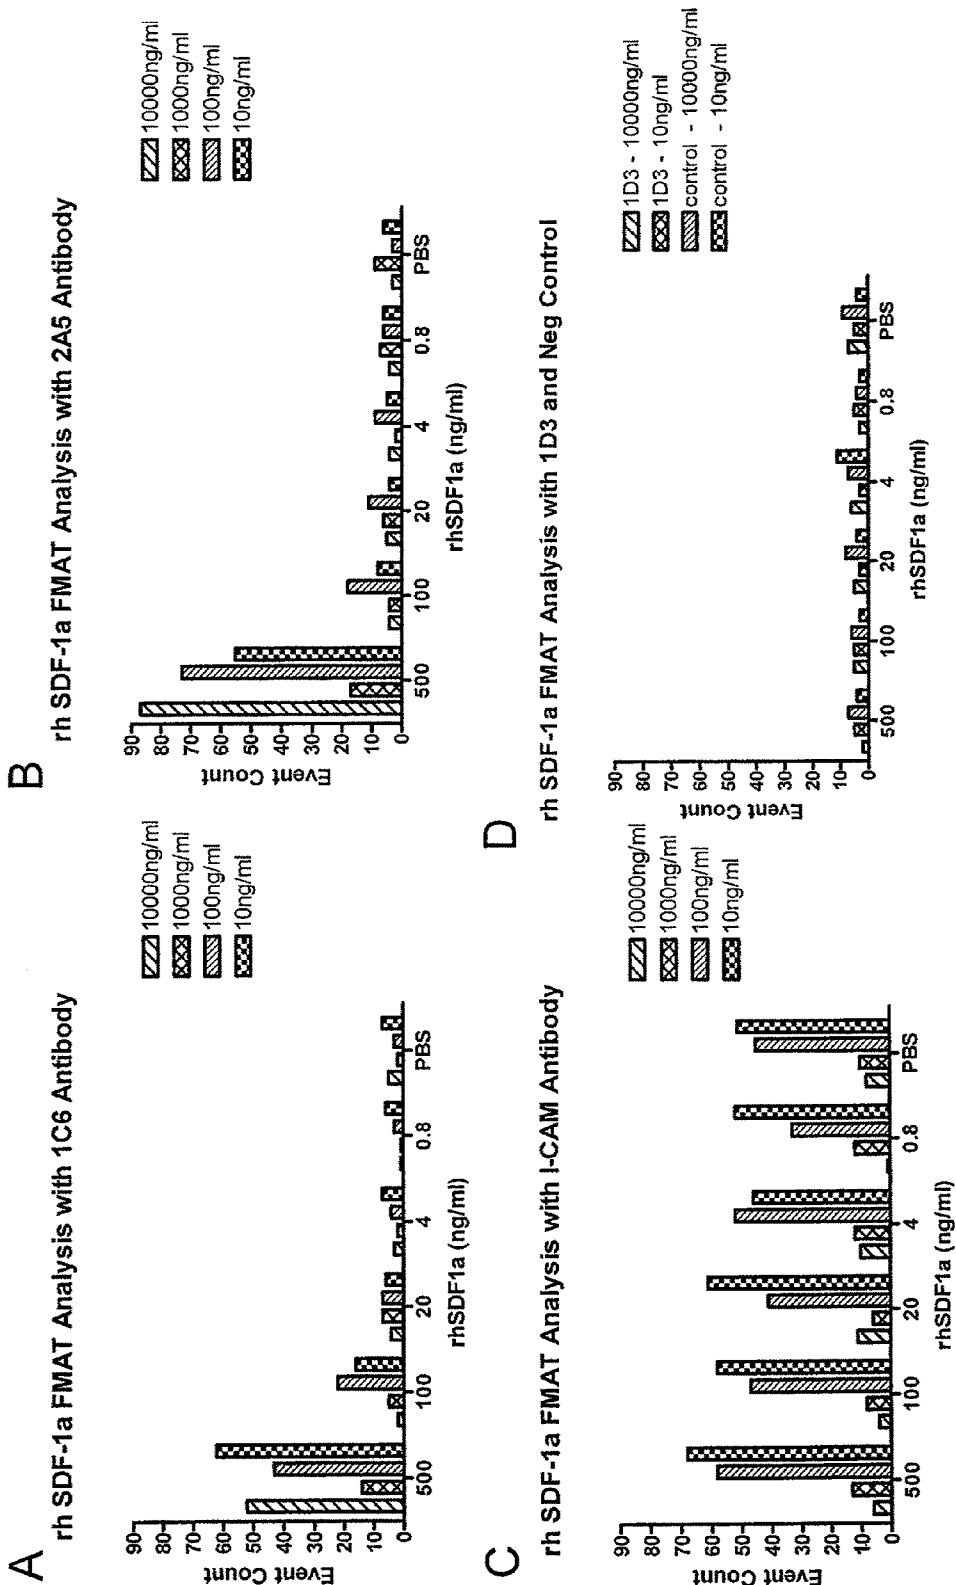 A
rh SDF-1a FMAT Analysis with 1C6 Antibody
10000ng/ml
1000ng/ml
100ng/ml
10ng/ml
90
80
70
60
50
40
30
20
10
0
Event Count
500
100
20
4
0.8
PBS
rhSDF1a (ng/ml)
B
rh SDF-1a FMAT Analysis with 2A5 Antibody
10000ng/ml
1000ng/ml
100ng/ml
10ng/ml
90
80
70
60
50
40
30
20
10
0
Event Count
500
100
20
4
0.8
PBS
rhSDF1a (ng/ml)
C
rh SDF-1a FMAT Analysis with I-CAM Antibody
10000ng/ml
1000ng/ml
100ng/ml
10ng/ml
90
80
70
60
50
40
30
20
10
0
Event Count
500
100
20
4
0.8
PBS
rhSDF1a (ng/ml)
D
rh SDF-1a FMAT Analysis with 1D3 and Neg Control
1D3 - 10000ng/ml
1D3 - 10ng/ml
control - 10000ng/ml
control - 10ng/ml
90
80
70
60
50
40
30
20
10
0
Event Count
500
100
20
4
0.8
PBS
rhSDF1a (ng/ml)